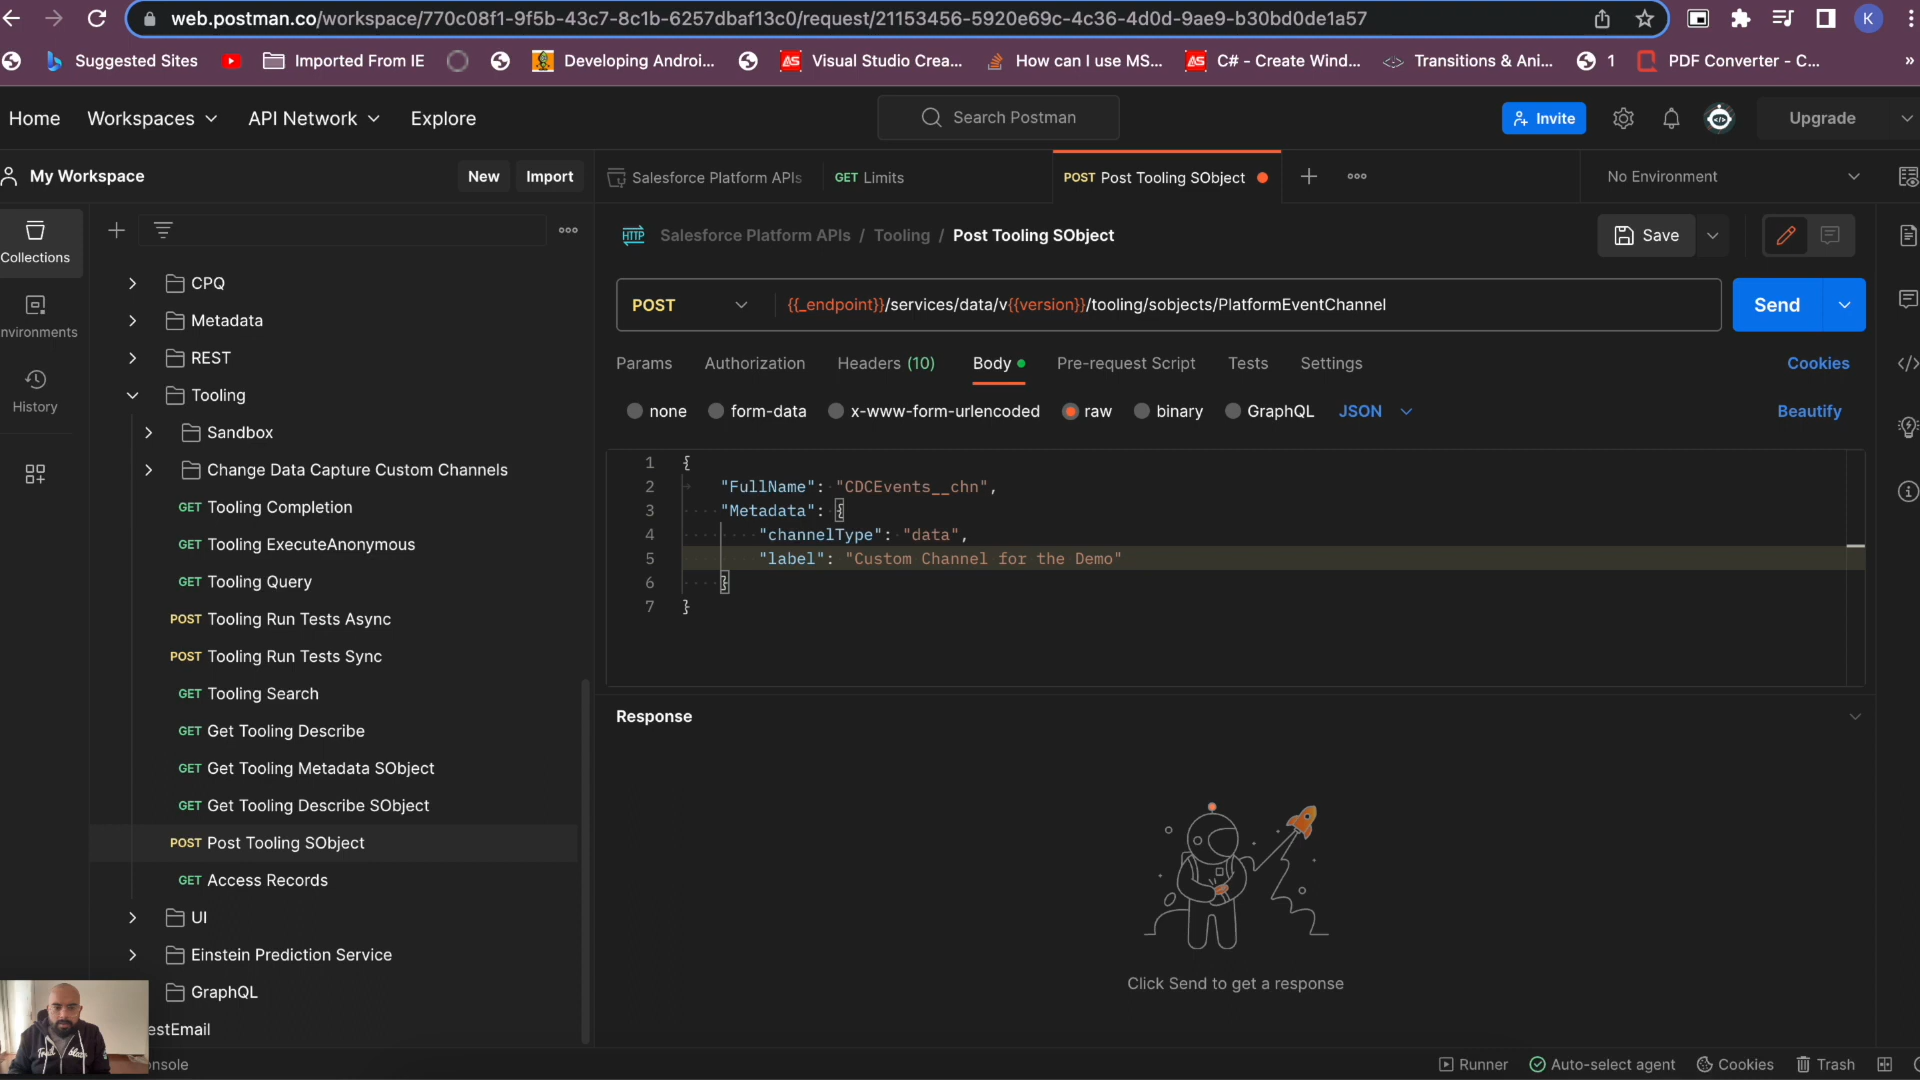 web.postman.co/workspace/770c08f1-9f5b-43c7-8c1b-6257dbaf13c0/request/21153456-5920e69c-4c36-4d0d-9ae9-b30bd0de1a57
K
Suggested Sites
Imported From IE
Developing Androi...
Visual Studio Crea...
How can I use MS...
C# - Create Wind...
Transitions & Ani...
1
PDF Converter - C...
»
Home
Workspaces
API Network
Explore
Search Postman
Invite
Upgrade
My Workspace
New
Import
Salesforce Platform APIs
GET Limits
POST Post Tooling SObject
No Environment
Collections
nvironments
History
CPQ
Metadata
REST
Tooling
Sandbox
Change Data Capture Custom Channels
GET Tooling Completion
GET Tooling ExecuteAnonymous
GET Tooling Query
POST Tooling Run Tests Async
POST Tooling Run Tests Sync
GET Tooling Search
GET Get Tooling Describe
GET Get Tooling Metadata SObject
GET Get Tooling Describe SObject
POST Post Tooling SObject
GET Access Records
UI
Einstein Prediction Service
GraphQL
estEmail
onsole
HTTP Salesforce Platform APIs / Tooling / Post Tooling SObject
Save
POST
{{_endpoint}}/services/data/v{{version}}/tooling/sobjects/PlatformEventChannel
Send
Params
Authorization
Headers (10)
Body
Pre-request Script
Tests
Settings
Cookies
none
form-data
x-www-form-urlencoded
raw
binary
GraphQL
JSON
Beautify
1 {
2 "FullName": "CDCEvents__chn",
3 "Metadata": {
4 "channelType": "data",
5 "label": "Custom Channel for the Demo"
6 }
7 }
Response
Click Send to get a response
Runner
Auto-select agent
Cookies
Trash